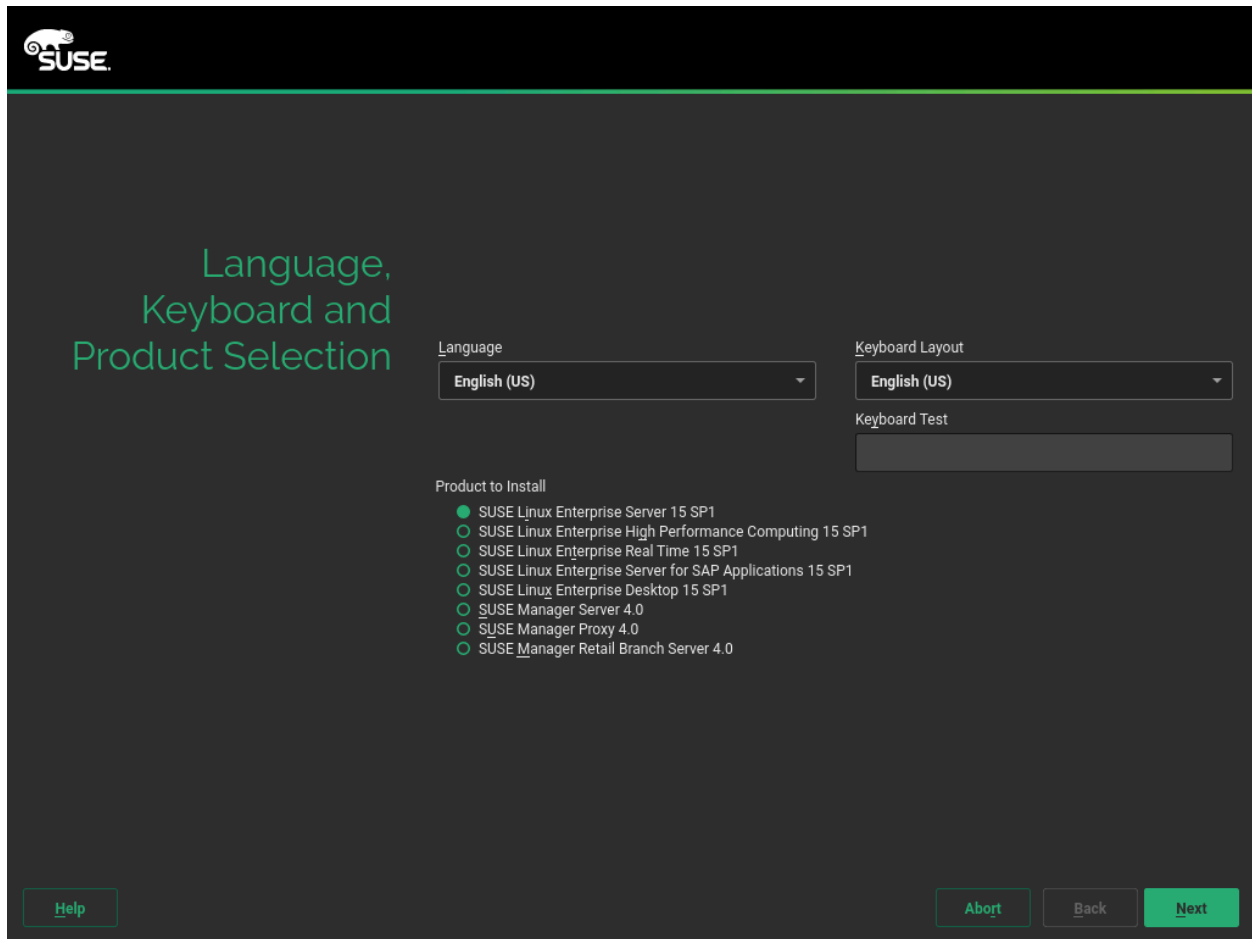 SUSE.
Language,
Keyboard and
Product Selection
Language
Keyboard Layout
English (US)
English (US)
Keyboard Test
Product to Install
SUSE Linux Enterprise Server 15 SP1
SUSE Linux Enterprise High Performance Computing 15 SP1
SUSE Linux Enterprise Real Time 15 SP1
SUSE Linux Enterprise Server for SAP Applications 15 SP1
SUSE Linux Enterprise Desktop 15 SP1
SUSE Manager Server 4.0
SUSE Manager Proxy 4.0
SUSE Manager Retail Branch Server 4.0
Help
Abort
Back
Next